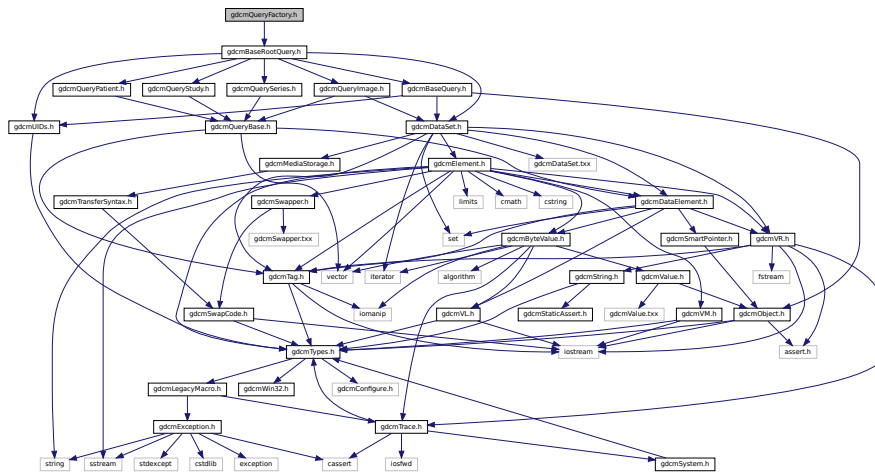 gdcmQueryFactory.h
gdcmBaseRootQuery.h
gdcmQueryPatient.h
gdcmQueryStudy.h
gdcmQuerySeries.h
gdcmQueryImage.h
gdcmBaseQuery.h
gdcmUIDs.h
gdcmQueryBase.h
gdcmDataSet.h
gdcmMediaStorage.h
gdcmElement.h
gdcmDataSet.txx
gdcmTransferSyntax.h
gdcmSwapper.h
limits
cmath
cstring
gdcmDataElement.h
gdcmSwapper.txx
set
gdcmByteValue.h
gdcmSmartPointer.h
gdcmVR.h
gdcmTag.h
vector
iterator
algorithm
gdcmString.h
gdcmValue.h
fstream
gdcmSwapCode.h
iomanip
gdcmVL.h
gdcmStaticAssert.h
gdcmValue.txx
gdcmVM.h
gdcmObject.h
gdcmTypes.h
iostream
assert.h
gdcmLegacyMacro.h
gdcmWin32.h
gdcmConfigure.h
gdcmException.h
gdcmTrace.h
string
sstream
stdexcept
cstdlib
exception
cassert
iosfwd
gdcmSystem.h